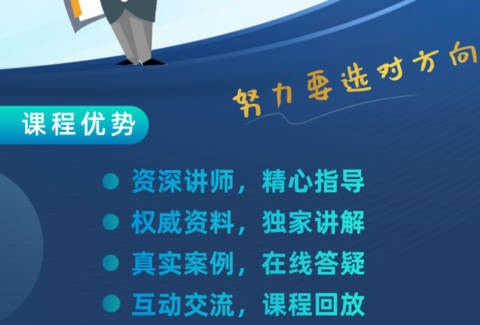 努力要选对方向
课程优势
资深讲师，精心指导
权威资料，独家讲解
真实案例，在线答疑
互动交流，课程回放